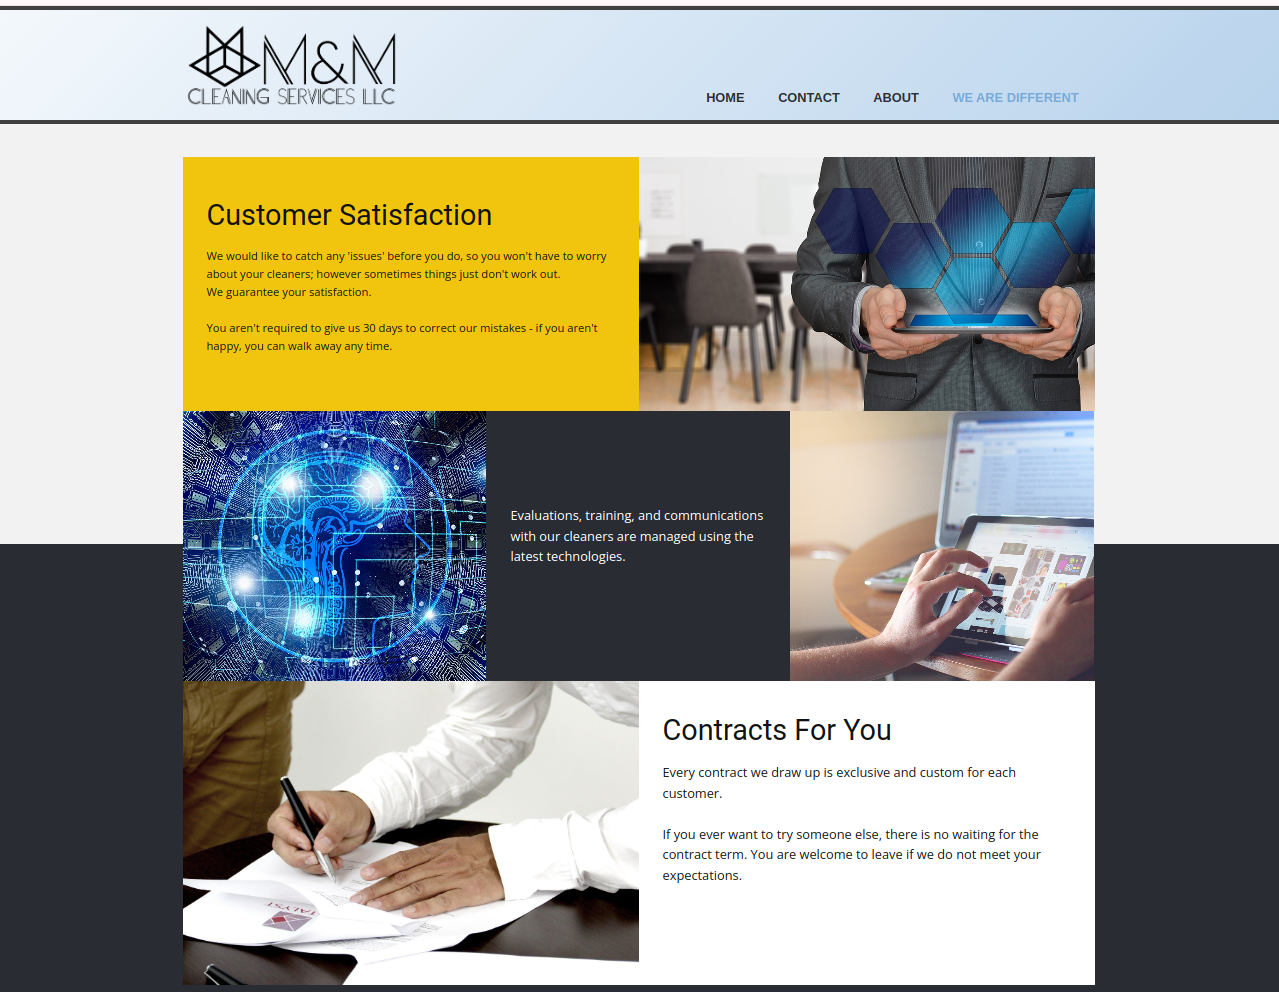 M&M
CLEANING SERVICES LLC
HOME CONTACT ABOUT WE ARE DIFFERENT
Customer Satisfaction
We would like to catch any 'issues' before you do, so you won't have to worry
about your cleaners; however sometimes things just don't work out.
We guarantee your satisfaction.
You aren't required to give us 30 days to correct our mistakes - if you aren't
happy, you can walk away any time.
Evaluations, training, and communications
with our cleaners are managed using the
latest technologies.
Contracts For You
Every contract we draw up is exclusive and custom for each
customer.
If you ever want to try someone else, there is no waiting for the
contract term. You are welcome to leave if we do not meet your
expectations.